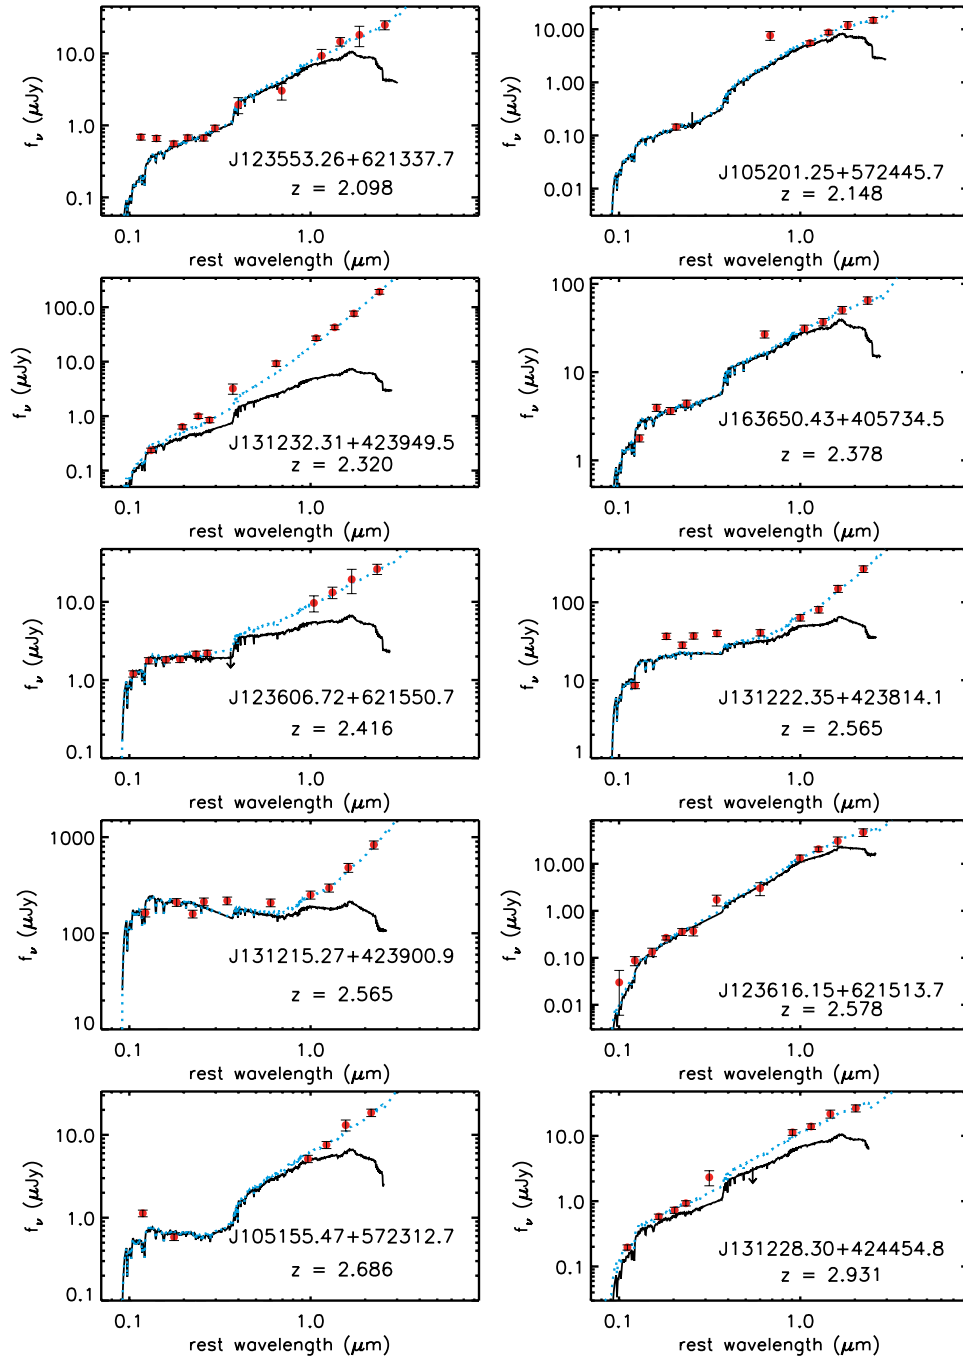 10.0
1.0
0.1
f_ν (μJy)
J123553.26+621337.7
z = 2.098
0.1 1.0
rest wavelength (μm)
10.00
1.00
0.10
0.01
f_ν (μJy)
J105201.25+572445.7
z = 2.148
0.1 1.0
rest wavelength (μm)
100.0
10.0
1.0
0.1
f_ν (μJy)
J131232.31+423949.5
z = 2.320
0.1 1.0
rest wavelength (μm)
100
10
1
f_ν (μJy)
J163650.43+405734.5
z = 2.378
0.1 1.0
rest wavelength (μm)
10.0
1.0
0.1
f_ν (μJy)
J123606.72+621550.7
z = 2.416
0.1 1.0
rest wavelength (μm)
100
10
1
f_ν (μJy)
J131222.35+423814.1
z = 2.565
0.1 1.0
rest wavelength (μm)
1000
100
10
f_ν (μJy)
J131215.27+423900.9
z = 2.565
0.1 1.0
rest wavelength (μm)
10.00
1.00
0.10
0.01
f_ν (μJy)
J123616.15+621513.7
z = 2.578
0.1 1.0
rest wavelength (μm)
10.0
1.0
0.1
f_ν (μJy)
J105155.47+572312.7
z = 2.686
0.1 1.0
rest wavelength (μm)
10.0
1.0
0.1
f_ν (μJy)
J131228.30+424454.8
z = 2.931
0.1 1.0
rest wavelength (μm)